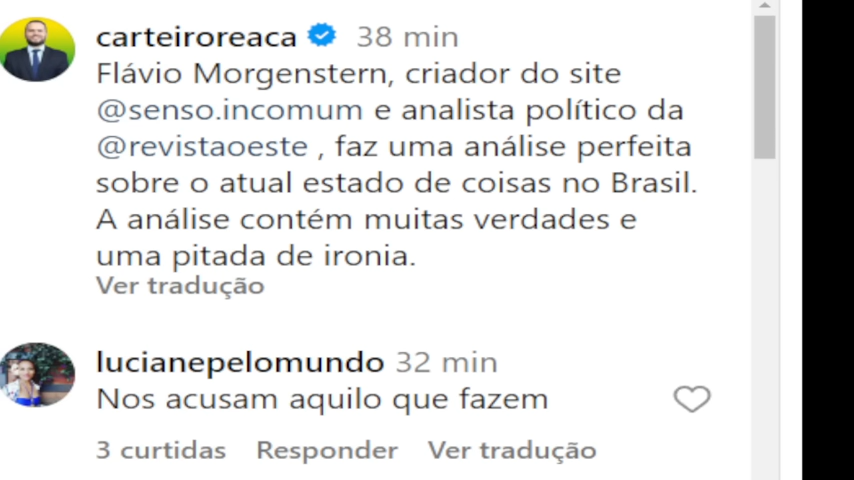 carteiroreaca 38 min
Flávio Morgenstern, criador do site
@senso.incomum e analista político da
@revistaoeste , faz uma análise perfeita
sobre o atual estado de coisas no Brasil.
A análise contém muitas verdades e
uma pitada de ironia.
Ver tradução
lucianepelomundo 32 min
Nos acusam aquilo que fazem
3 curtidas Responder Ver tradução